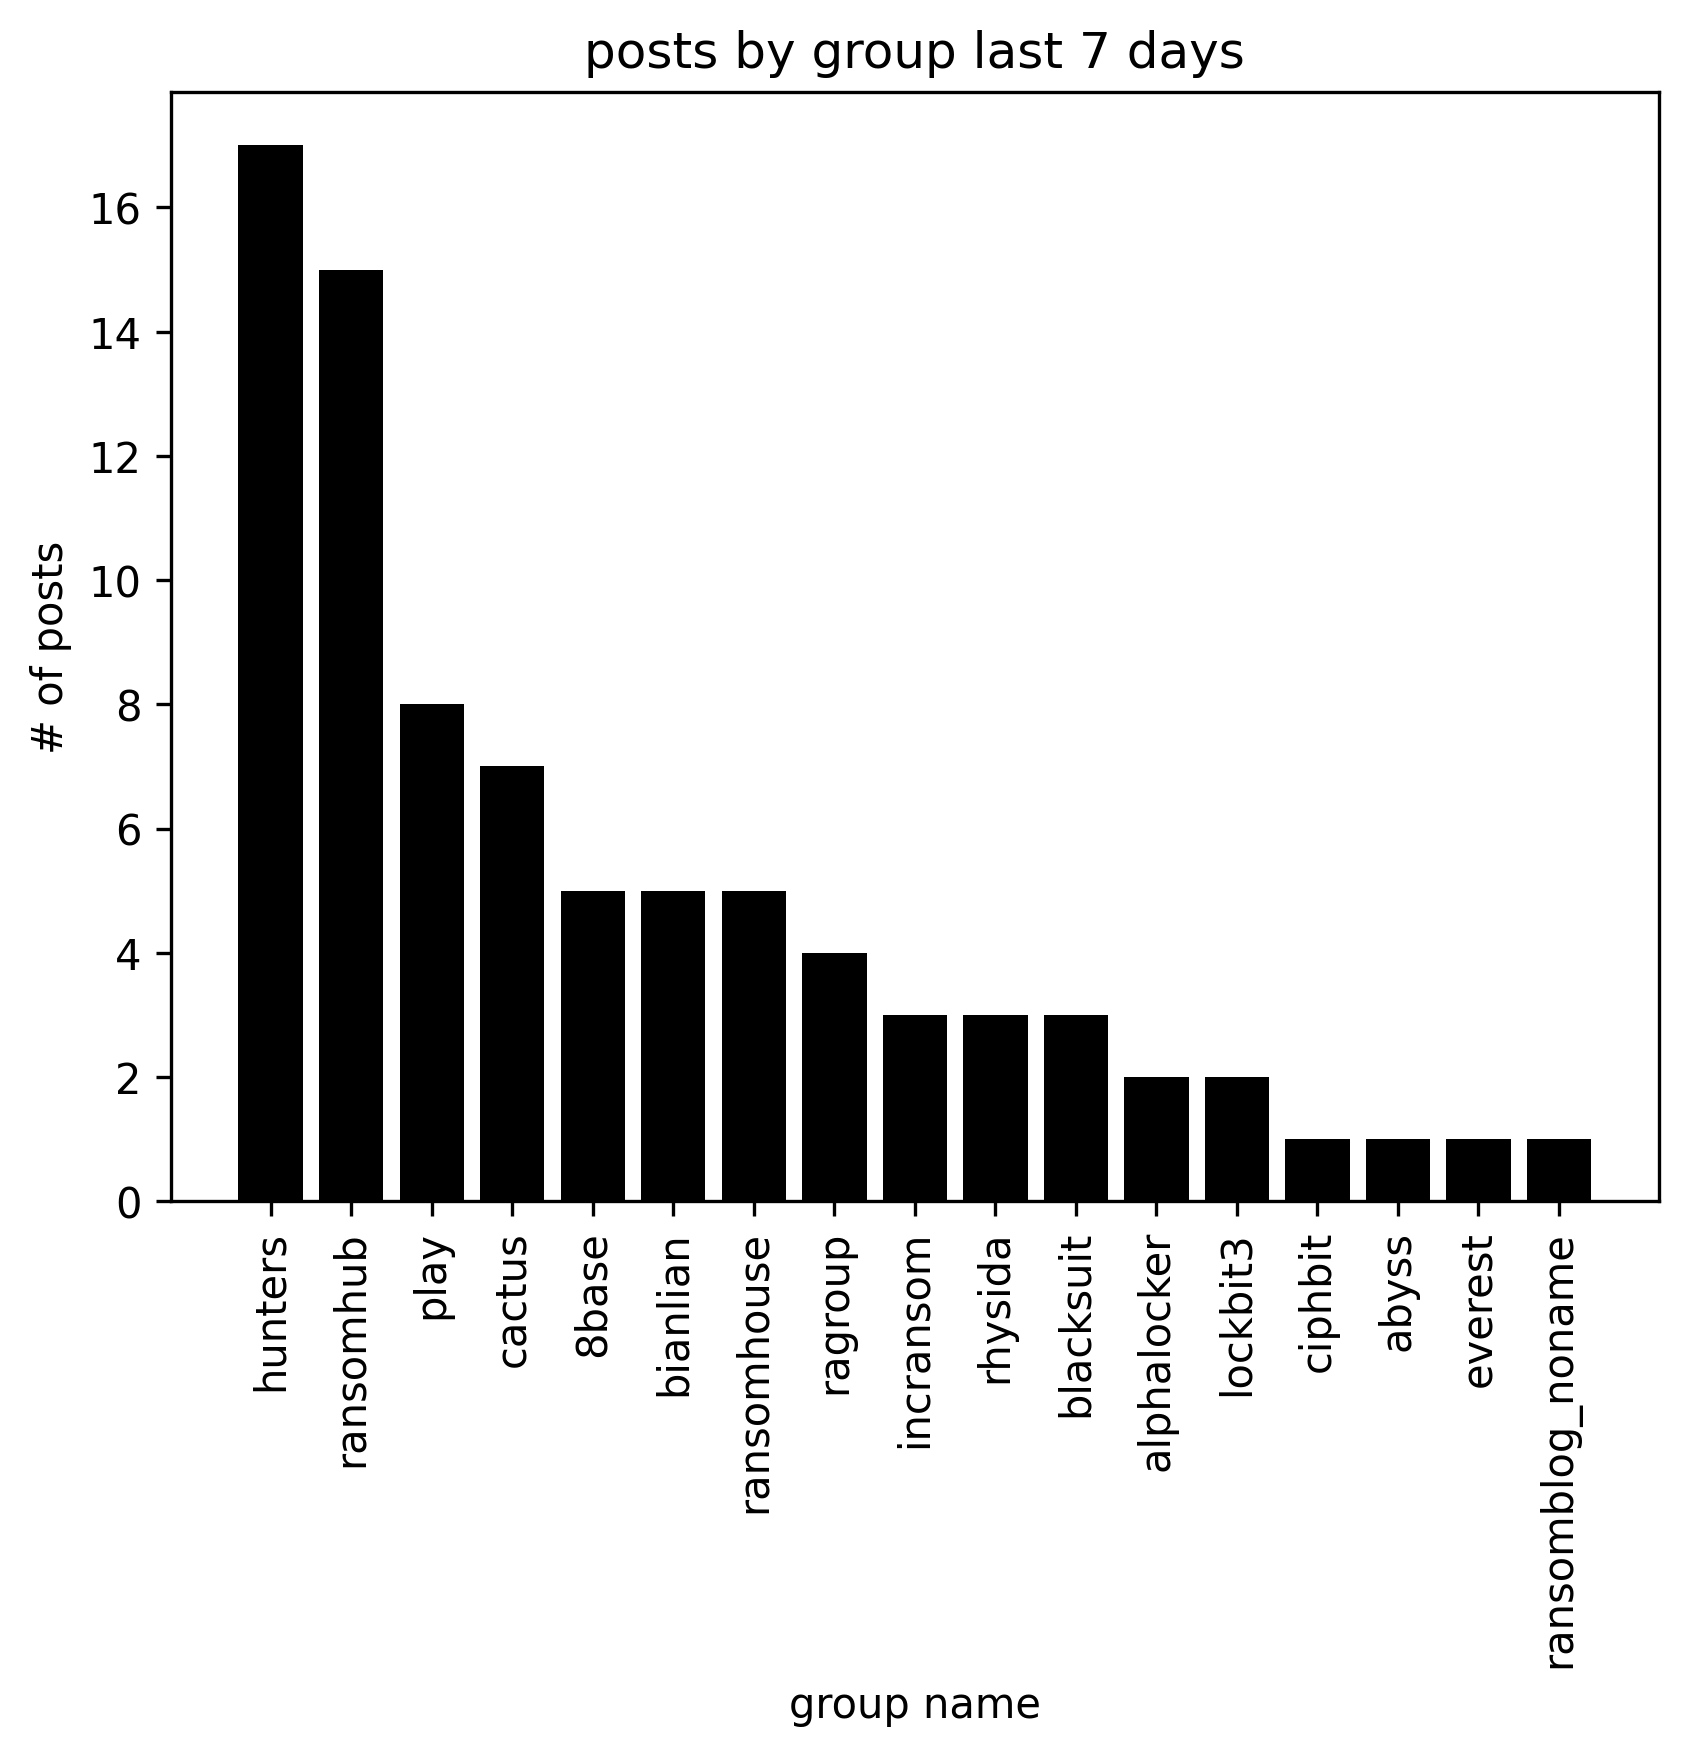 posts by group last 7 days
# of posts
16
14
12
10
8
6
4
2
0
hunters
ransomhub
play
cactus
8base
bianlian
ransomhouse
ragroup
incransom
rhysida
blacksuit
alphalocker
lockbit3
ciphbit
abyss
everest
ransomblog_noname
group name